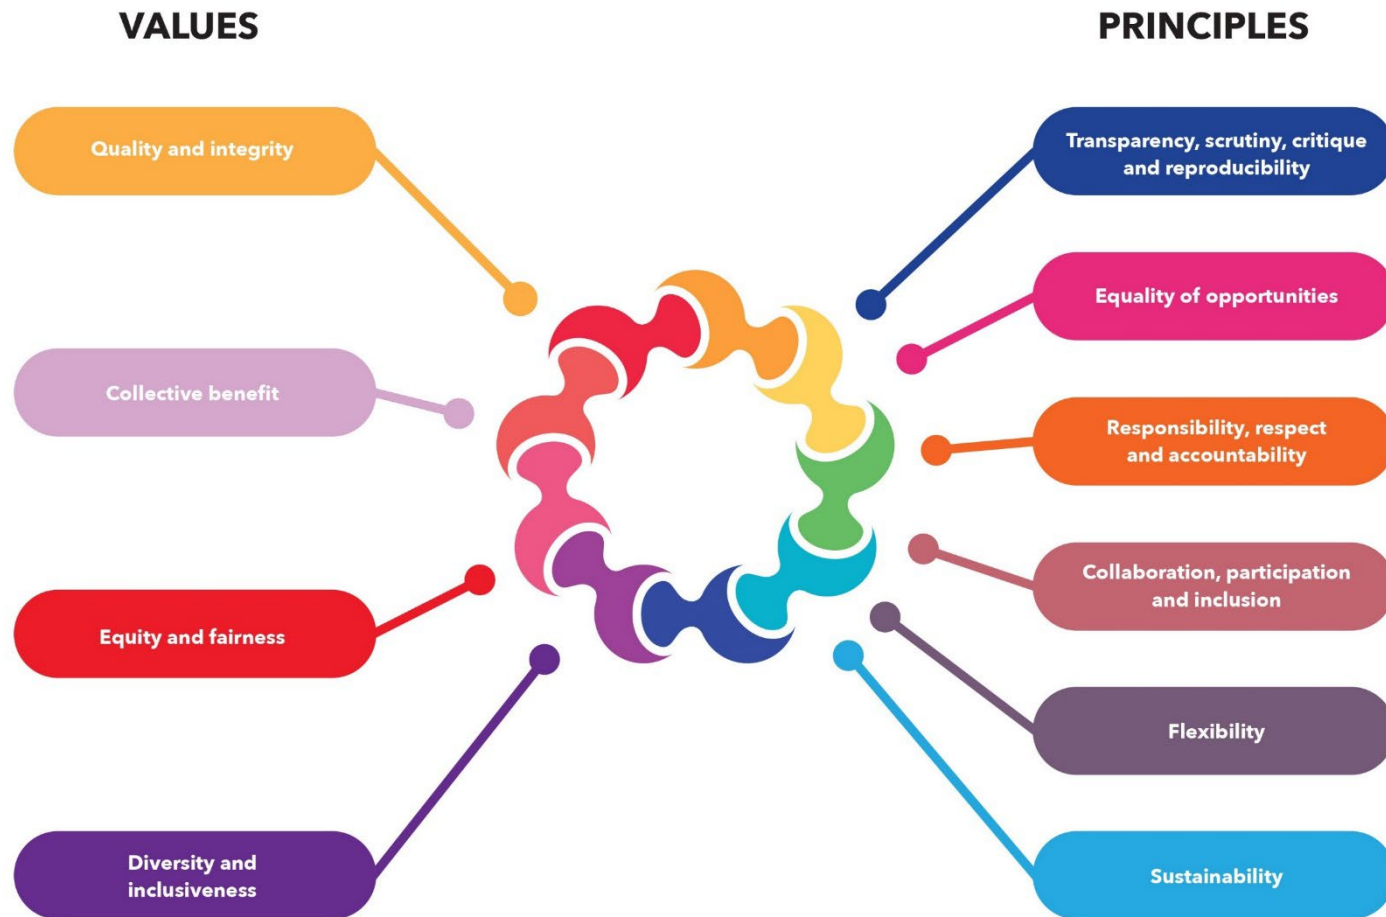 VALUES
Quality and integrity
Collective benefit
Equity and fairness
Diversity and
inclusiveness
PRINCIPLES
Transparency, scrutiny, critique
and reproducibility
Equality of opportunities
Responsibility, respect
and accountability
Collaboration, participation
and inclusion
Flexibility
Sustainability